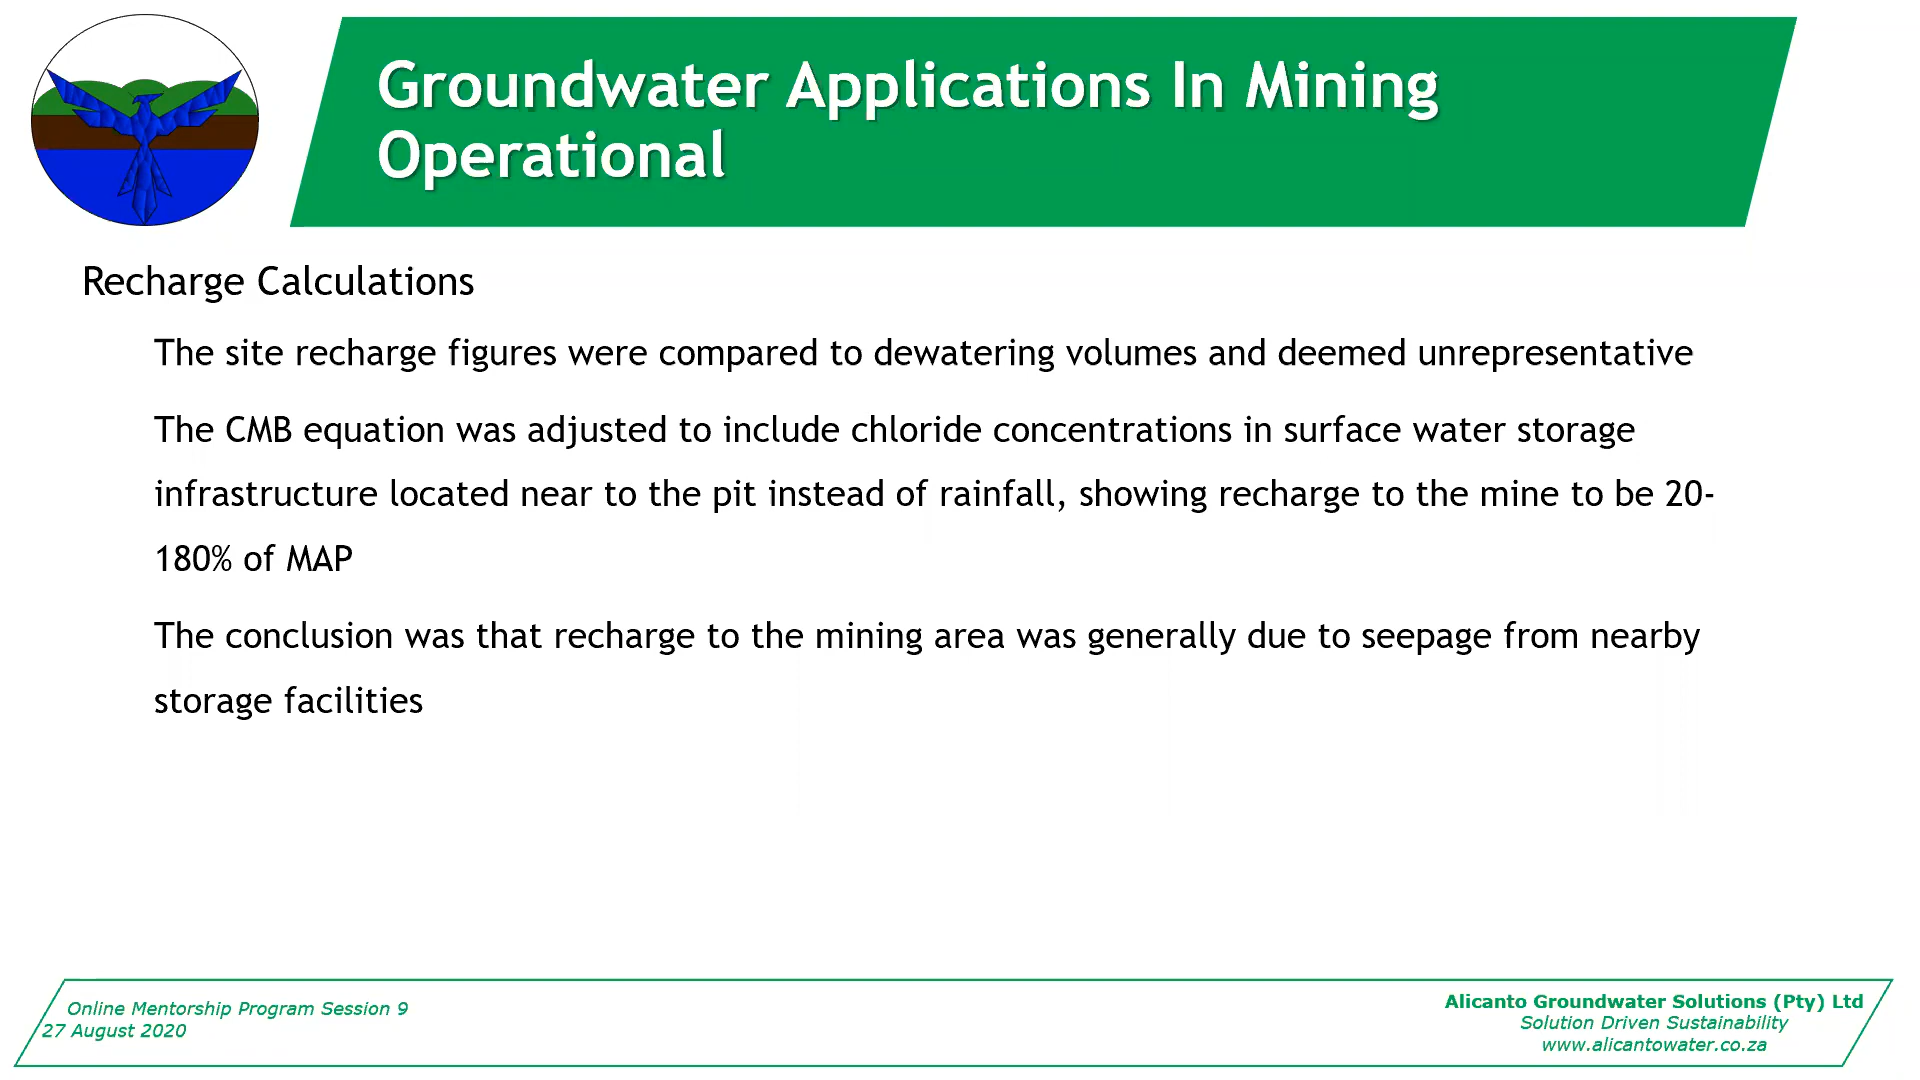 Groundwater Applications In Mining
Operational
Recharge Calculations
The site recharge figures were compared to dewatering volumes and deemed unrepresentative
The CMB equation was adjusted to include chloride concentrations in surface water storage
infrastructure located near to the pit instead of rainfall, showing recharge to the mine to be 20-
180% of MAP
The conclusion was that recharge to the mining area was generally due to seepage from nearby
storage facilities
Online Mentorship Program Session 9
27 August 2020
Alicanto Groundwater Solutions (Pty) Ltd
Solution Driven Sustainability
www.alicantowater.co.za